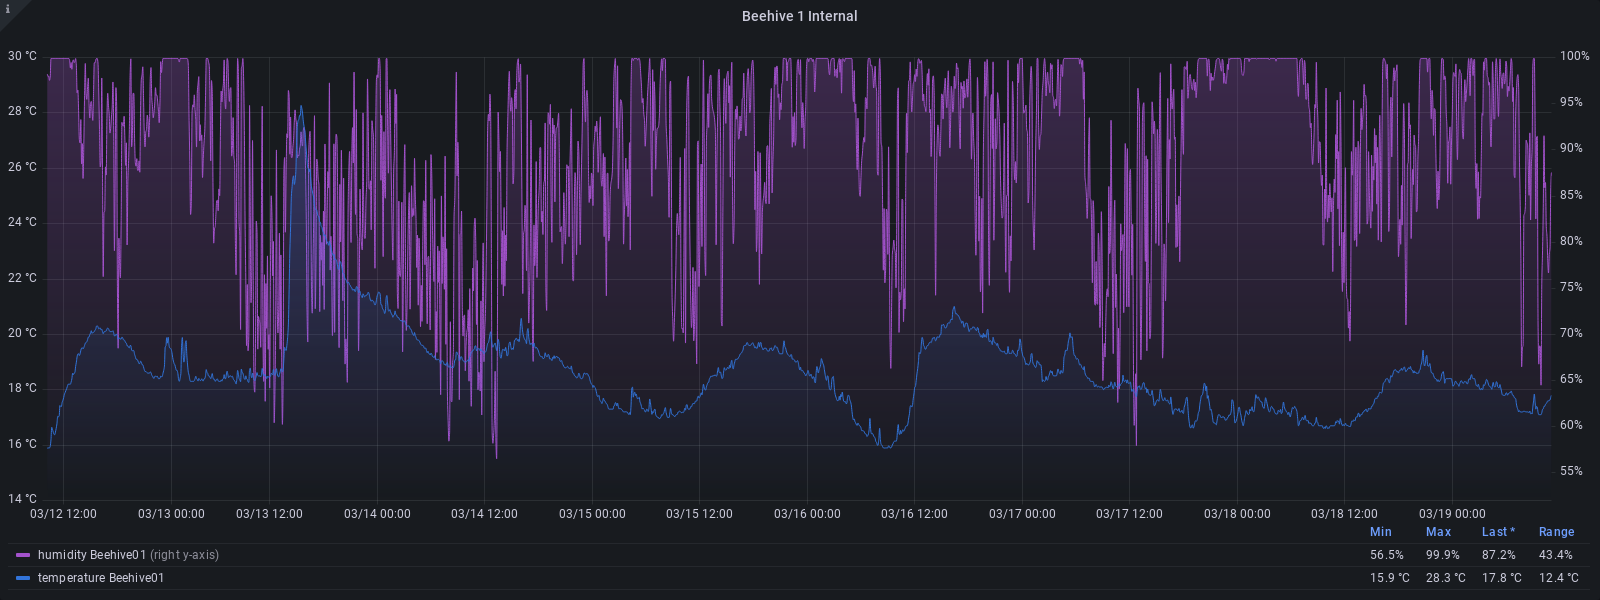 i
Beehive 1 Internal
30 °C
28 °C
26 °C
24 °C
22 °C
20 °C
18 °C
16 °C
14 °C
100%
95%
90%
85%
80%
75%
70%
65%
60%
55%
03/12 12:00 03/13 00:00 03/13 12:00 03/14 00:00 03/14 12:00 03/15 00:00 03/15 12:00 03/16 00:00 03/16 12:00 03/17 00:00 03/17 12:00 03/18 00:00 03/18 12:00 03/19 00:00
Min Max Last * Range
humidity Beehive01 (right y-axis) 56.5% 99.9% 87.2% 43.4%
temperature Beehive01 15.9 °C 28.3 °C 17.8 °C 12.4 °C